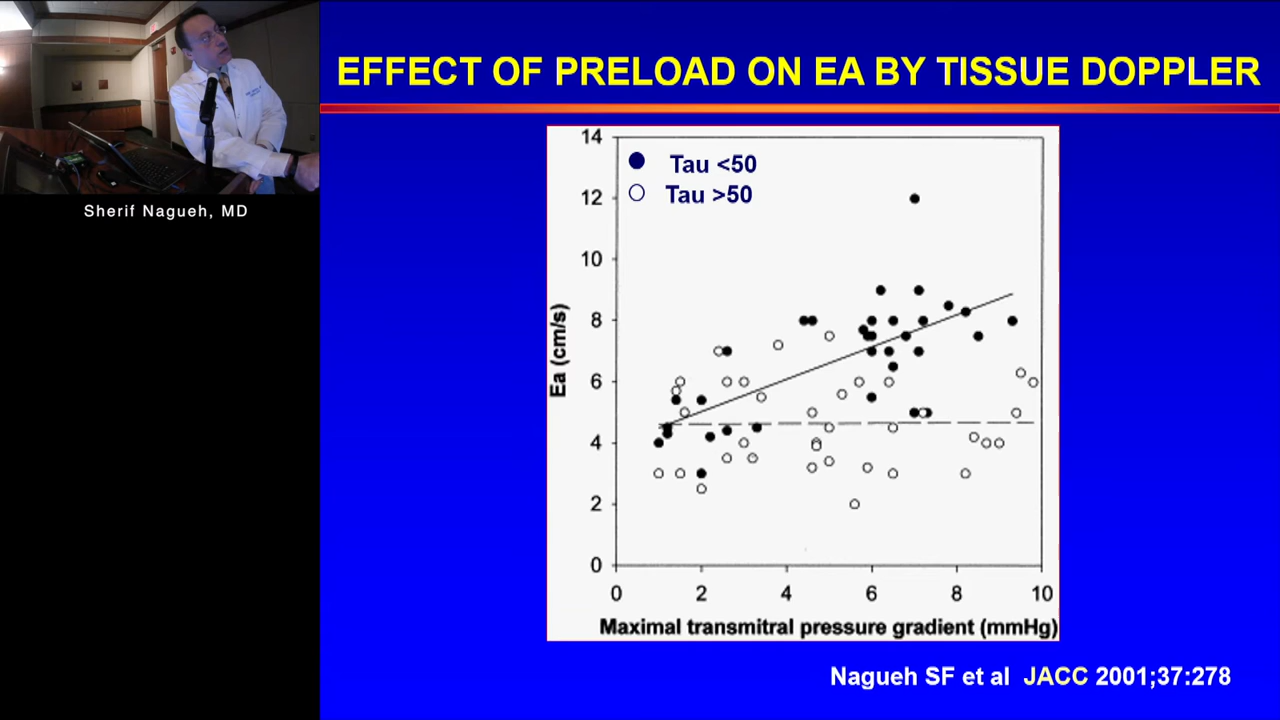 Sherif Nagueh, MD
EFFECT OF PRELOAD ON EA BY TISSUE DOPPLER
Tau <50
Tau >50
14
12
10
8
6
4
2
0
Ea (cm/s)
0 2 4 6 8 10
Maximal transmitral pressure gradient (mmHg)
Nagueh SF et al JACC 2001;37:278